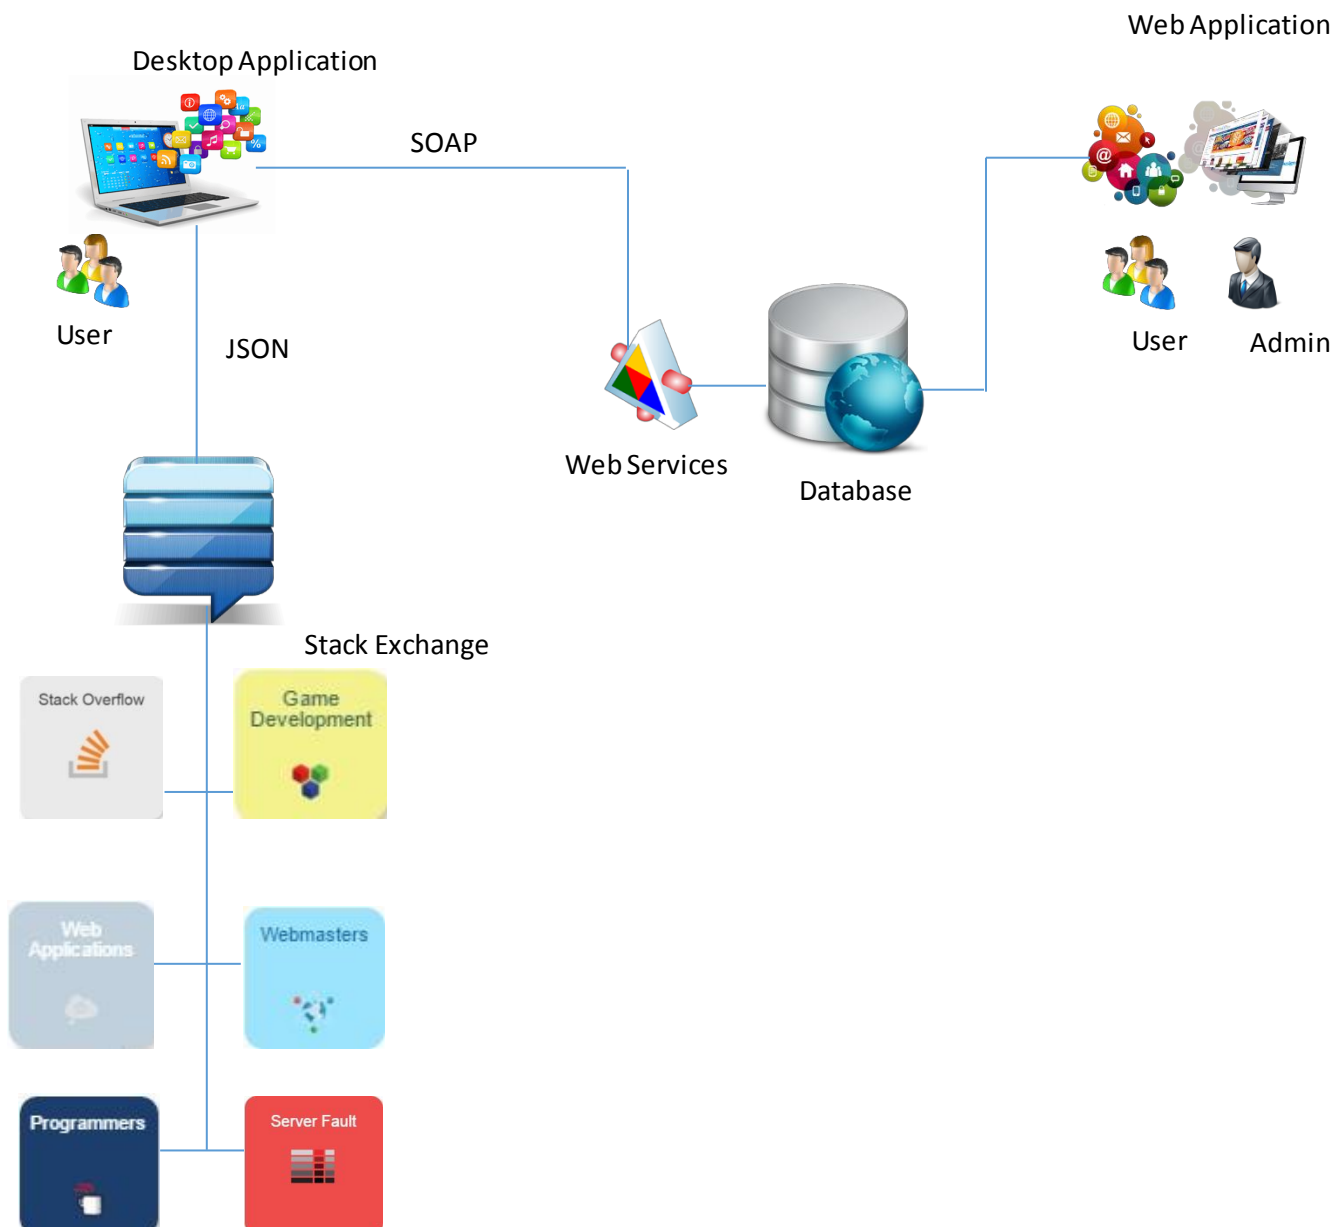 Web Application
Desktop Application
SOAP
User
JSON
User
Admin
Web Services
Database
Stack Exchange
Stack Overflow
Game
Development
Web
Applications
Webmasters
Programmers
Server Fault